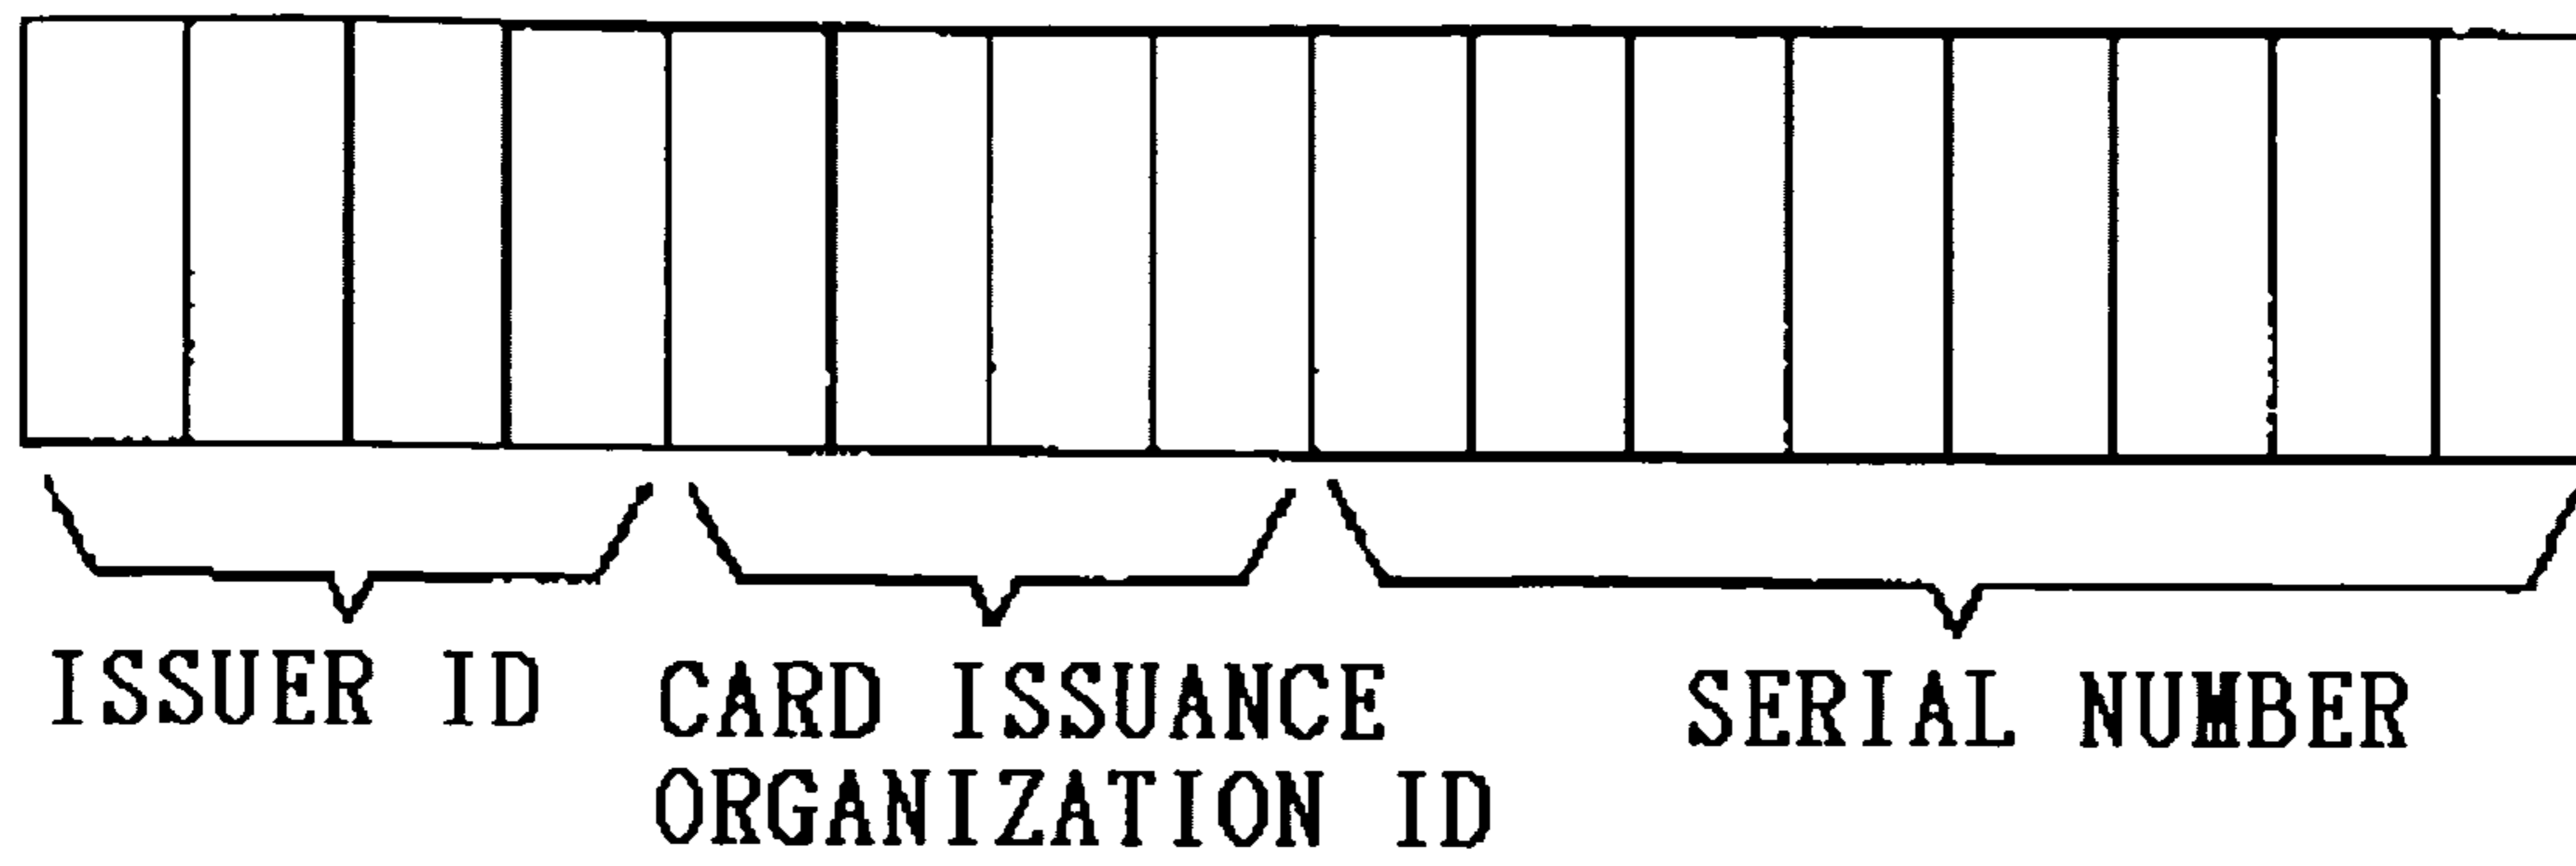 ISSUER ID
CARD ISSUANCE
ORGANIZATION ID
SERIAL NUMBER